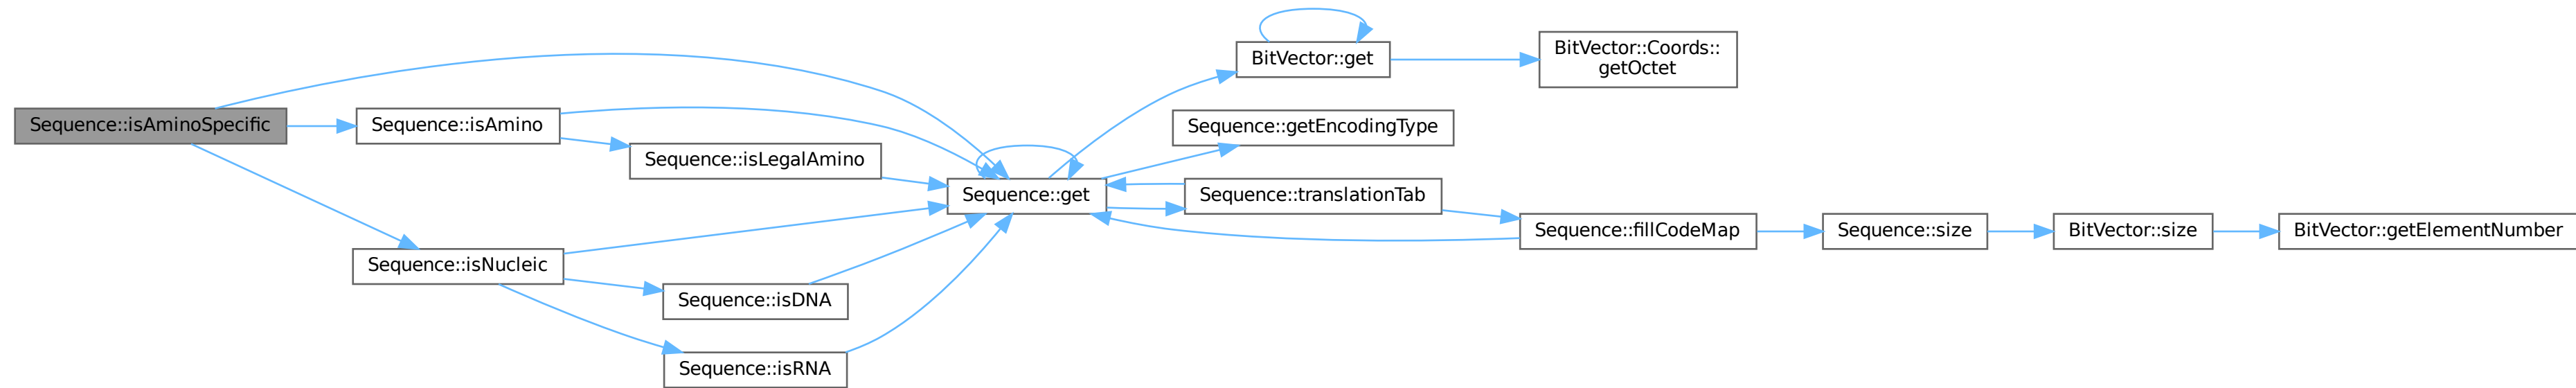 Sequence::isAminoSpecific
Sequence::isAmino
Sequence::isNucleic
Sequence::isLegalAmino
Sequence::isDNA
Sequence::isRNA
Sequence::get
BitVector::get
Sequence::getEncodingType
Sequence::translationTab
BitVector::Coords::
getOctet
Sequence::fillCodeMap
Sequence::size
BitVector::size
BitVector::getElementNumber